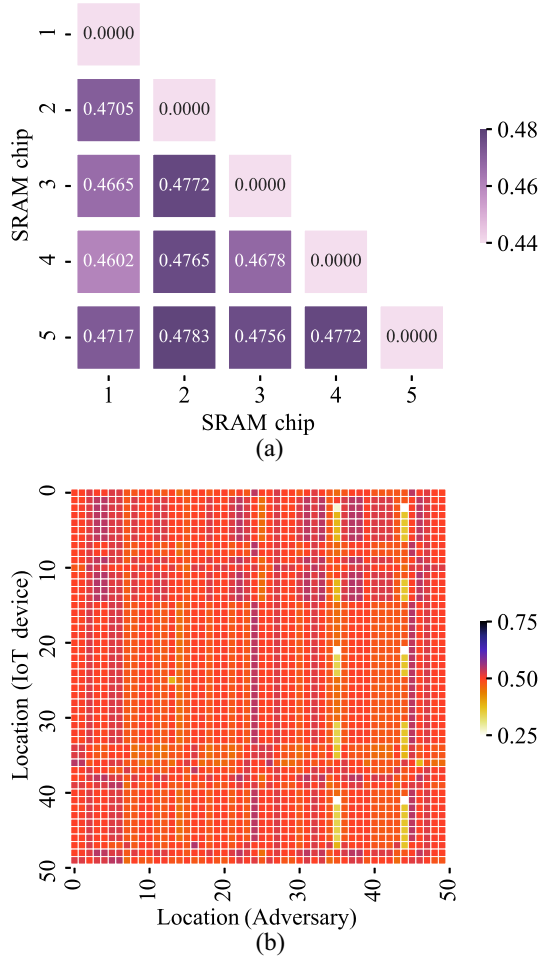 1 0.0000
2 0.4705 0.0000 0.48
3 0.4665 0.4772 0.0000 0.46
4 0.4602 0.4765 0.4678 0.0000 0.44
5 0.4717 0.4783 0.4756 0.4772 0.0000
SRAM chip
1 2 3 4 5
SRAM chip
(a)
0
10
20
30
40
50
Location (IoT device)
0.75
0.50
0.25
0 10 20 30 40 50
Location (Adversary)
(b)